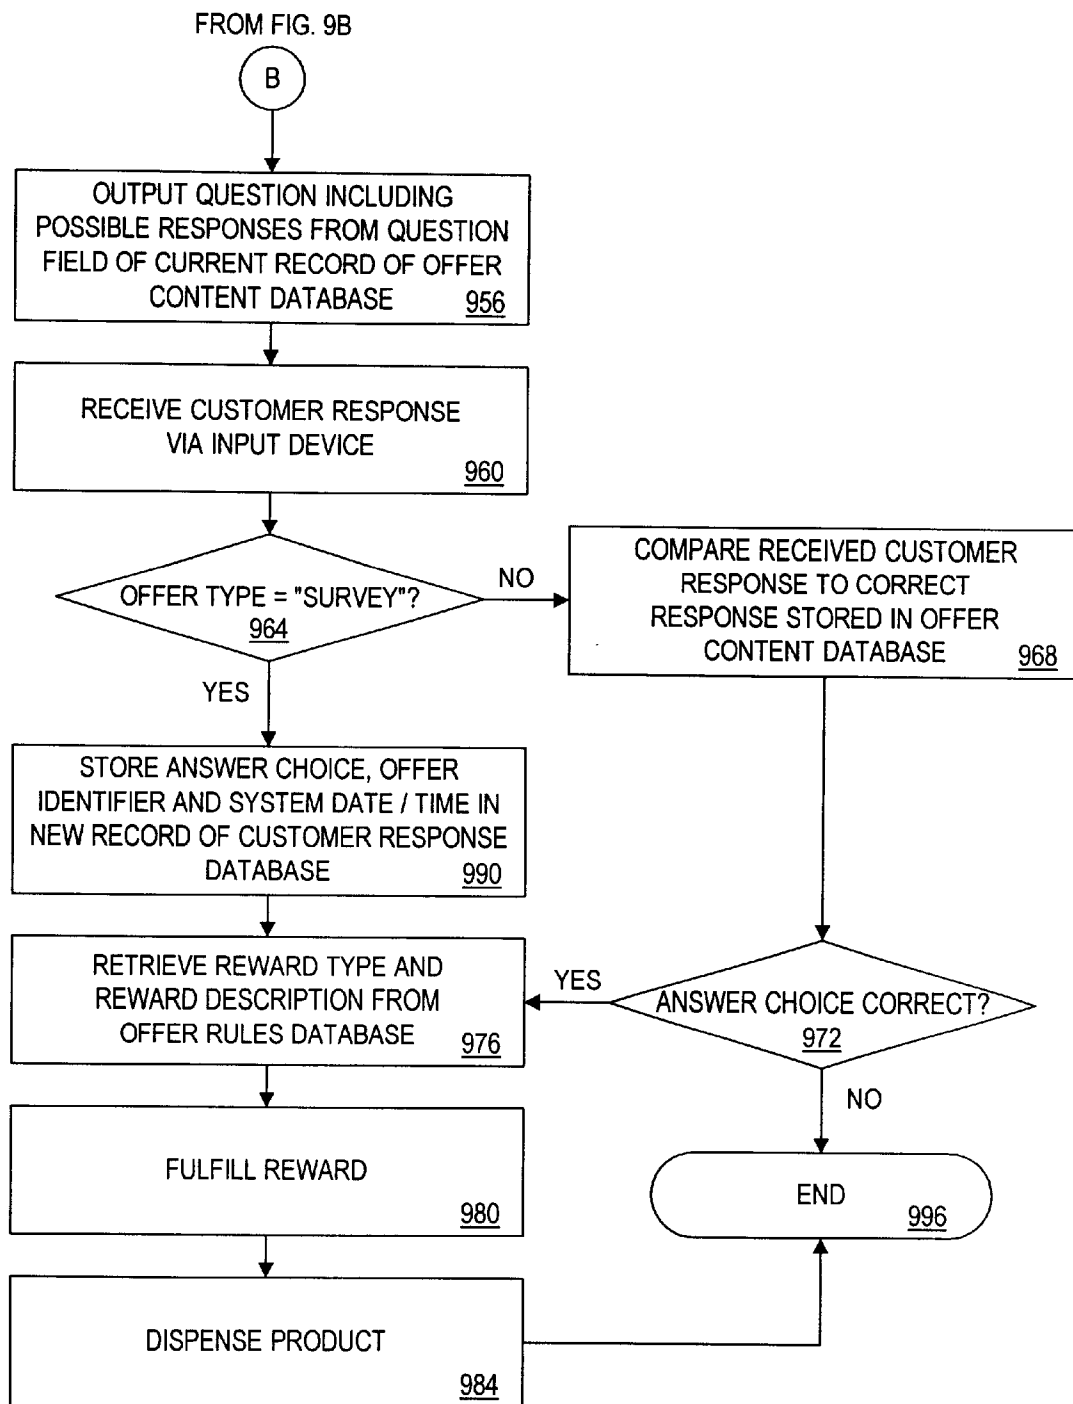 FROM FIG. 9B
B
OUTPUT QUESTION INCLUDING
POSSIBLE RESPONSES FROM QUESTION
FIELD OF CURRENT RECORD OF OFFER
CONTENT DATABASE 956
RECEIVE CUSTOMER RESPONSE
VIA INPUT DEVICE
960
OFFER TYPE = "SURVEY"?
964
NO
YES
COMPARE RECEIVED CUSTOMER
RESPONSE TO CORRECT
RESPONSE STORED IN OFFER
CONTENT DATABASE 968
STORE ANSWER CHOICE, OFFER
IDENTIFIER AND SYSTEM DATE / TIME IN
NEW RECORD OF CUSTOMER RESPONSE
DATABASE 990
RETRIEVE REWARD TYPE AND
REWARD DESCRIPTION FROM
OFFER RULES DATABASE
976
YES
ANSWER CHOICE CORRECT?
972
NO
FULFILL REWARD
980
END
996
DISPENSE PRODUCT
984